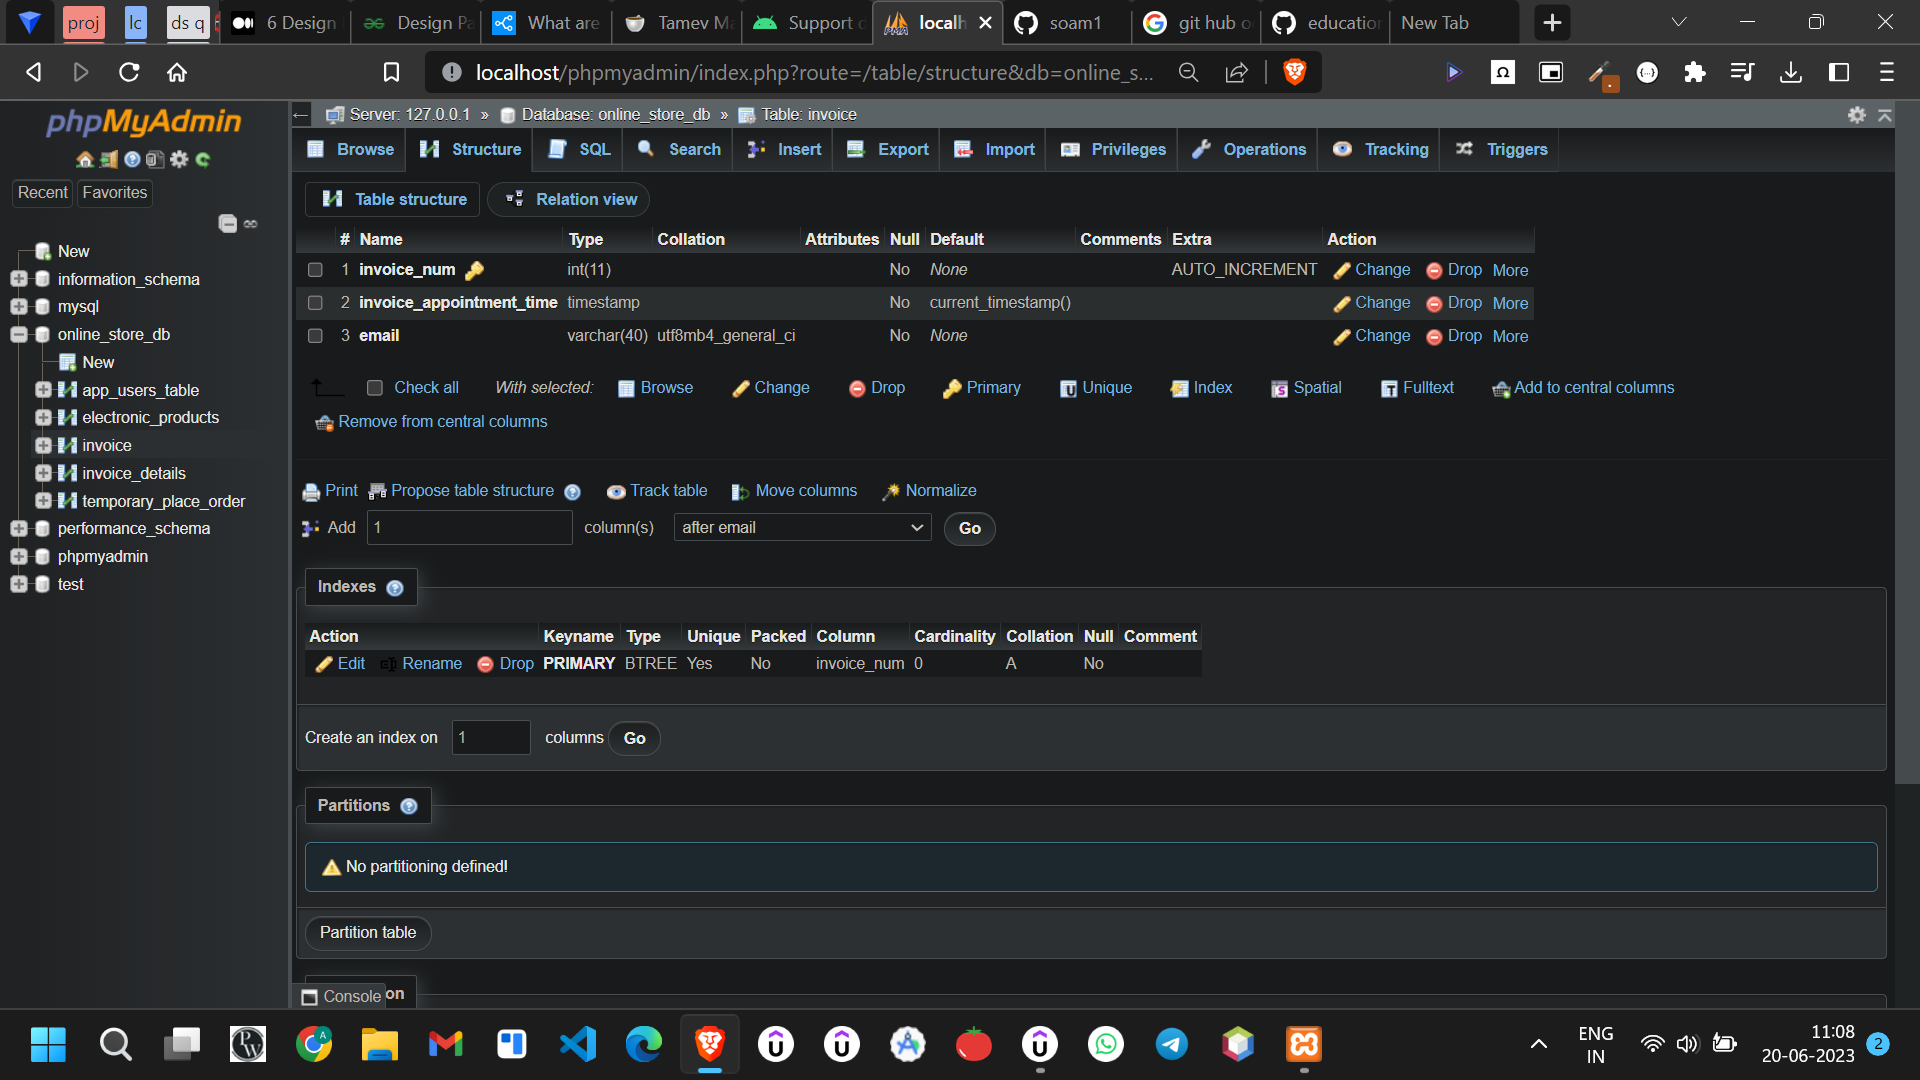 proj
lc
ds q
6 Design
Design Pa
What are
Tamev Ma
Support o
localh
soam1
git hub o
education
New Tab
localhost/phpmyadmin/index.php?route=/table/structure&db=online_s...
phpMyAdmin
Recent
Favorites
New
information_schema
mysql
online_store_db
New
app_users_table
electronic_products
invoice
invoice_details
temporary_place_order
performance_schema
phpmyadmin
test
Server: 127.0.0.1 » Database: online_store_db » Table: invoice
Browse Structure SQL Search Insert Export Import Privileges Operations Tracking Triggers
Table structure Relation view
# Name Type Collation Attributes Null Default Comments Extra Action
1 invoice_num int(11) No None AUTO_INCREMENT Change Drop More
2 invoice_appointment_time timestamp No current_timestamp() Change Drop More
3 email varchar(40) utf8mb4_general_ci No None Change Drop More
Check all With selected: Browse Change Drop Primary Unique Index Spatial Fulltext Add to central columns
Remove from central columns
Print Propose table structure Track table Move columns Normalize
Add 1 column(s) after email Go
Indexes
Action Keyname Type Unique Packed Column Cardinality Collation Null Comment
Edit Rename Drop PRIMARY BTREE Yes No invoice_num 0 A No
Create an index on 1 columns Go
Partitions
No partitioning defined!
Partition table
Console
on
ENG
IN
11:08
20-06-2023
2